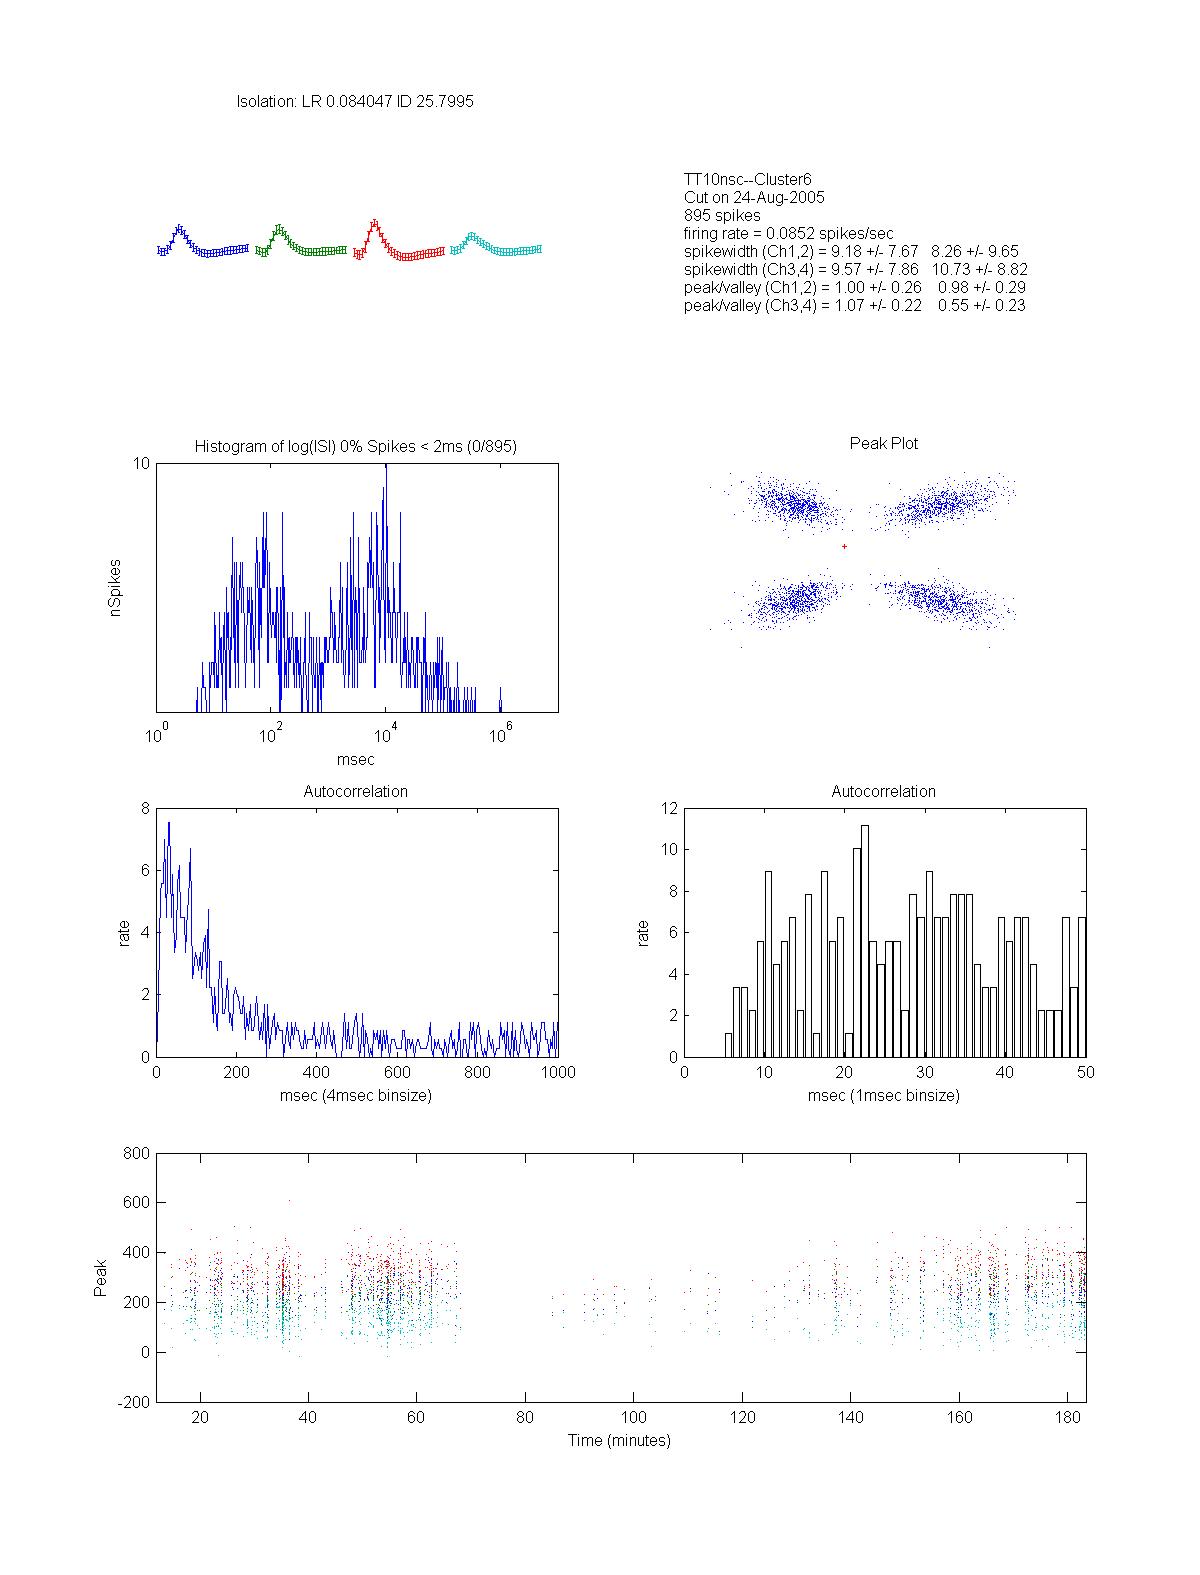 Isolation: LR 0.084047 ID 25.7995
TT10nsc--Cluster6
Cut on 24-Aug-2005
895 spikes
firing rate = 0.0852 spikes/sec
spikewidth (Ch1,2) = 9.18 +/- 7.67 8.26 +/- 9.65
spikewidth (Ch3,4) = 9.57 +/- 7.86 10.73 +/- 8.82
peak/valley (Ch1,2) = 1.00 +/- 0.26 0.98 +/- 0.29
peak/valley (Ch3,4) = 1.07 +/- 0.22 0.55 +/- 0.23
Histogram of log(ISI) 0% Spikes < 2ms (0/895)
10
nSpikes
10^0 10^2 10^4 10^6
msec
Peak Plot
Autocorrelation
8
6
4
2
0
rate
0 200 400 600 800 1000
msec (4msec binsize)
Autocorrelation
12
10
8
6
4
2
0
rate
0 10 20 30 40 50
msec (1msec binsize)
800
600
400
200
0
-200
Peak
20 40 60 80 100 120 140 160 180
Time (minutes)